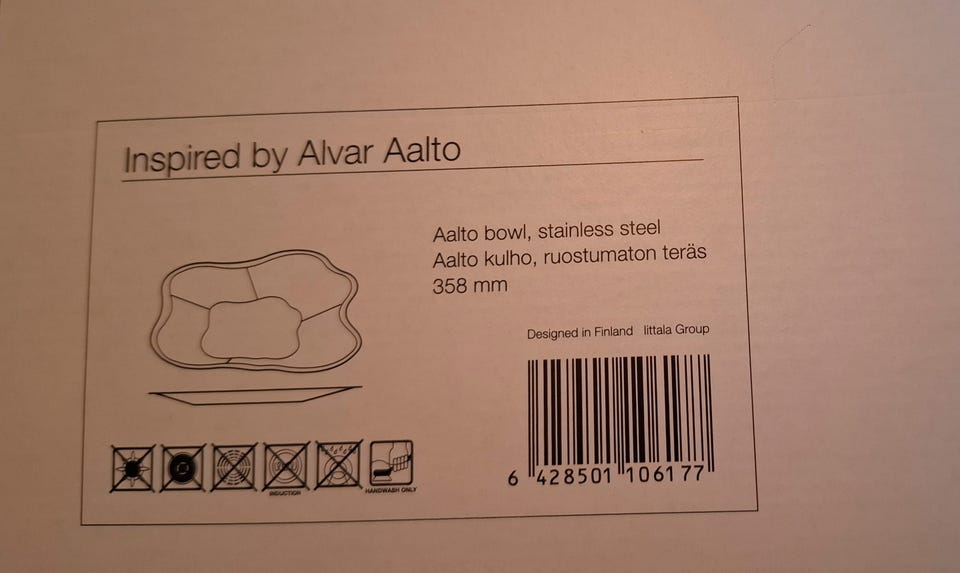 Inspired by Alvar Aalto
Aalto bowl, stainless steel
Aalto kulho, ruostumaton teräs
358 mm
Designed in Finland Iittala Group
INDUCTION
HANDWASH ONLY
6 428501 106177